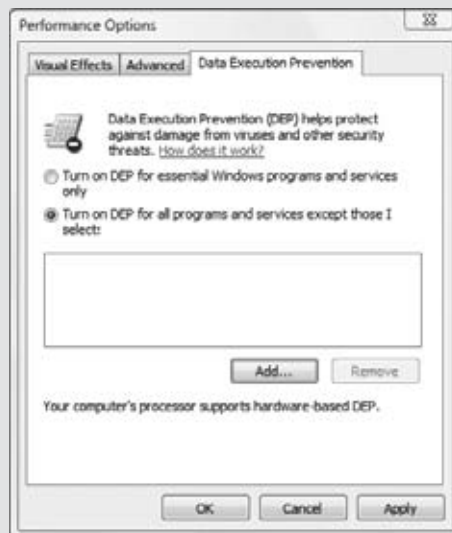 Performance Options
Visual Effects
Advanced
Data Execution Prevention
Data Execution Prevention (DEP) helps protect
against damage from viruses and other security
threats. How does it work?
Turn on DEP for essential Windows programs and services
only
Turn on DEP for all programs and services except those I
select:
Add...
Remove
Your computer's processor supports hardware-based DEP.
OK
Cancel
Apply